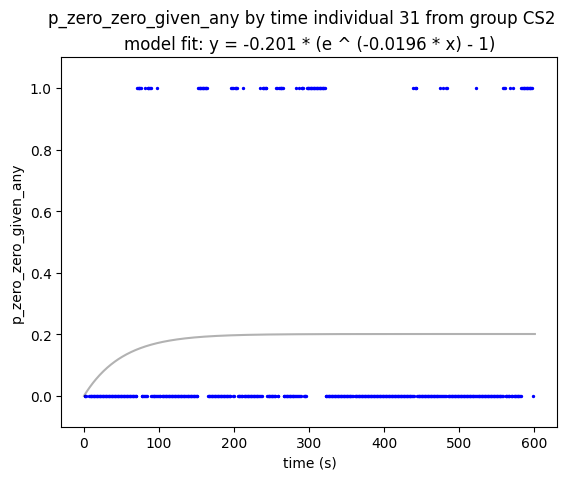 p_zero_zero_given_any by time individual 31 from group CS2
model fit: y = -0.201 * (e ^ (-0.0196 * x) - 1)
1.0
0.8
0.6
0.4
0.2
0.0
p_zero_zero_given_any
0 100 200 300 400 500 600
time (s)